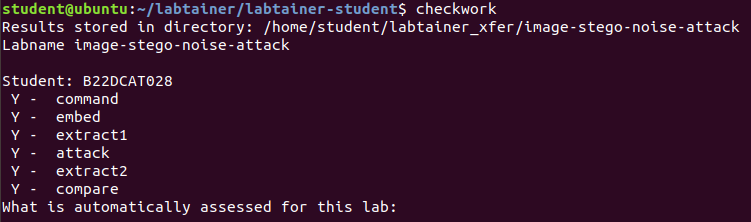 student@ubuntu:~/labtainer/labtainer-student$ checkwork
Results stored in directory: /home/student/labtainer_xfer/image-stego-noise-attack
Labname image-stego-noise-attack
Student: B22DCAT028
Y - command
Y - embed
Y - extract1
Y - attack
Y - extract2
Y - compare
What is automatically assessed for this lab: